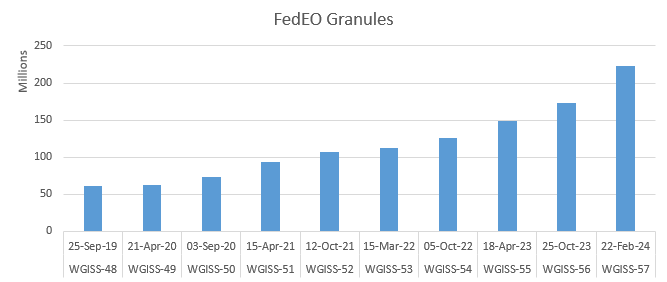 FedEO Granules
Millions
250
200
150
100
50
0
25-Sep-19 21-Apr-20 03-Sep-20 15-Apr-21 12-Oct-21 15-Mar-22 05-Oct-22 18-Apr-23 25-Oct-23 22-Feb-24
WGISS-48 WGISS-49 WGISS-50 WGISS-51 WGISS-52 WGISS-53 WGISS-54 WGISS-55 WGISS-56 WGISS-57